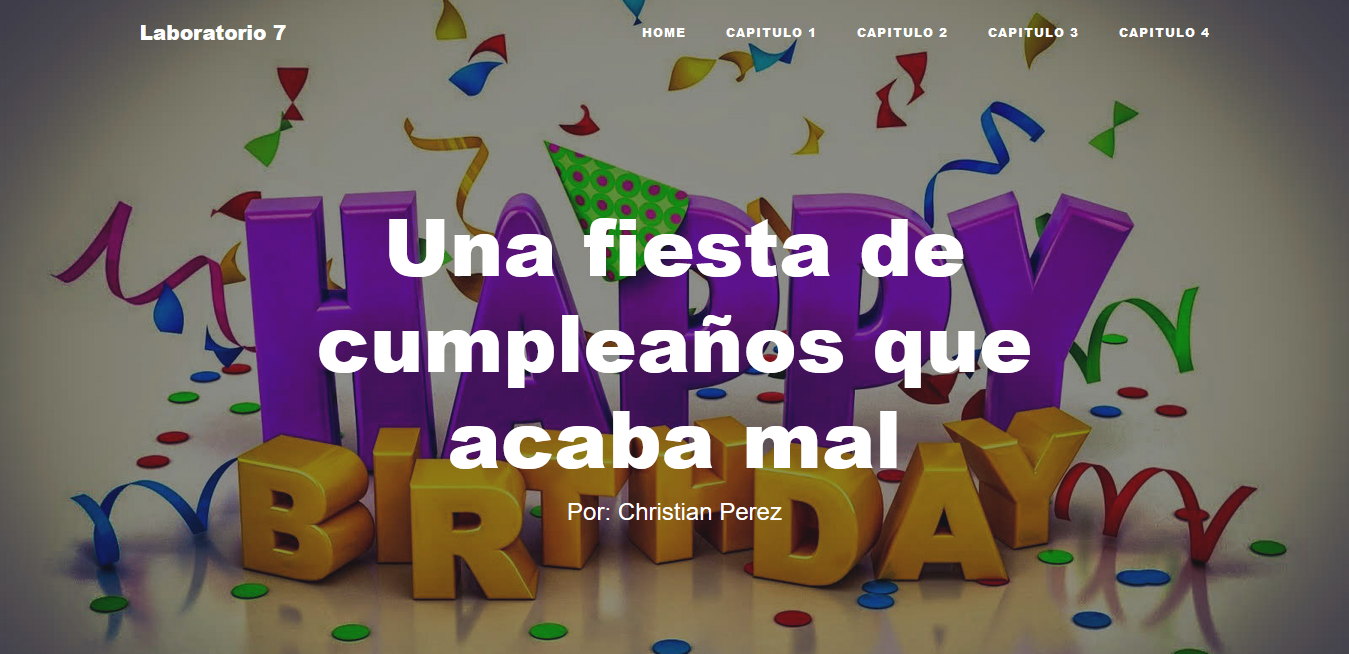 Laboratorio 7
HOME CAPITULO 1 CAPITULO 2 CAPITULO 3 CAPITULO 4
HAPPY
BIRTHDAY
Una fiesta de
cumpleaños que
acaba mal
Por: Christian Perez